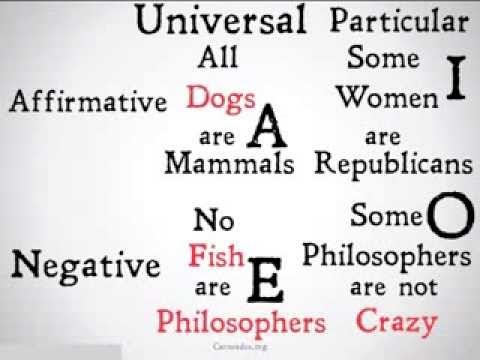 Universal Particular
All Some
Affirmative Dogs Women I
are A are
Mammals Republicans
No Some O
Negative Fish Philosophers
are E are not
Philosophers Crazy
Carneades.org